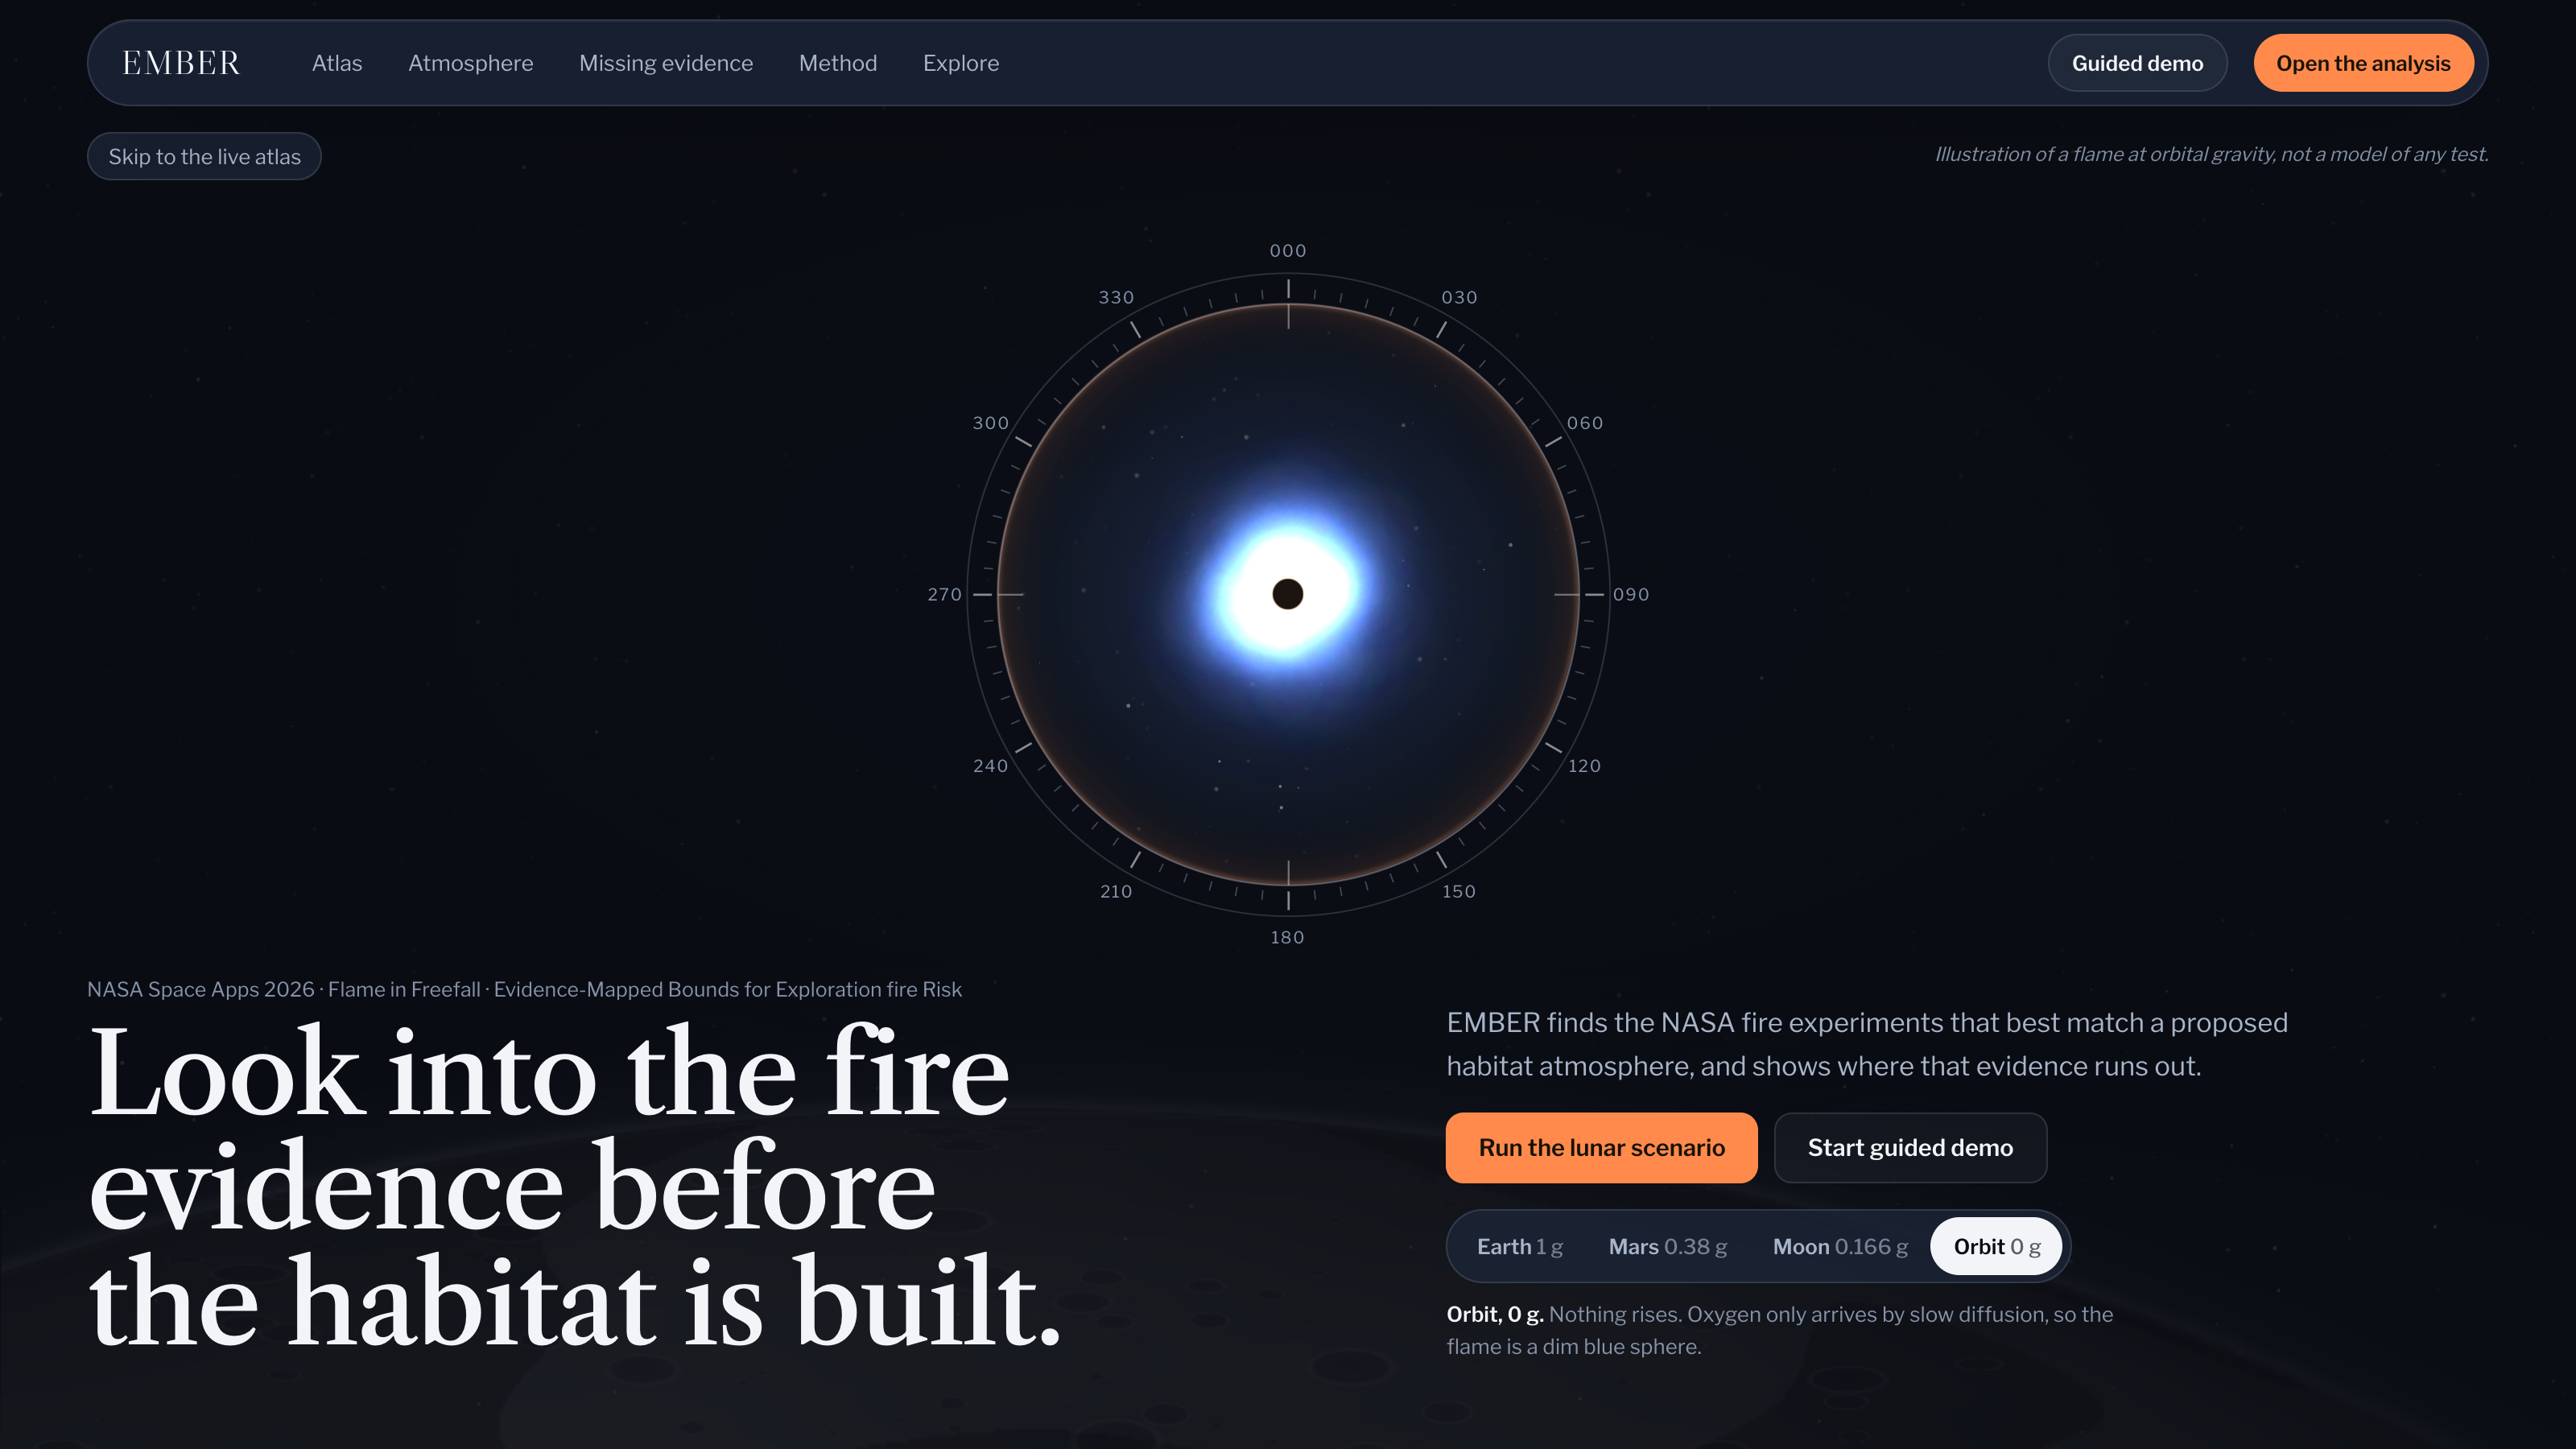 EMBER
Atlas
Atmosphere
Missing evidence
Method
Explore
Guided demo
Open the analysis
Skip to the live atlas
Illustration of a flame at orbital gravity, not a model of any test.
000
330
030
300
060
270
090
240
120
210
150
180
NASA Space Apps 2026 · Flame in Freefall · Evidence-Mapped Bounds for Exploration fire Risk
Look into the fire
evidence before
the habitat is built.
EMBER finds the NASA fire experiments that best match a proposed
habitat atmosphere, and shows where that evidence runs out.
Run the lunar scenario
Start guided demo
Earth 1 g
Mars 0.38 g
Moon 0.166 g
Orbit 0 g
Orbit, 0 g. Nothing rises. Oxygen only arrives by slow diffusion, so the
flame is a dim blue sphere.